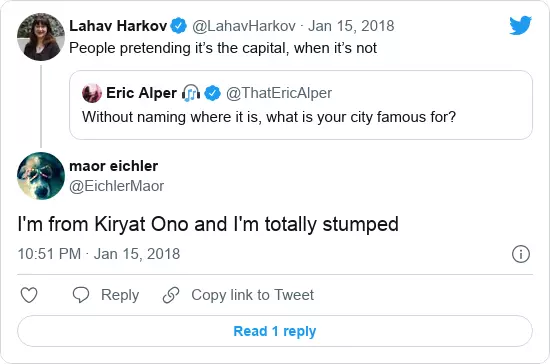 Lahav Harkov @LahavHarkov · Jan 15, 2018
People pretending it's the capital, when it's not
Eric Alper @ThatEricAlper
Without naming where it is, what is your city famous for?
maor eichler
@EichlerMaor
I'm from Kiryat Ono and I'm totally stumped
10:51 PM · Jan 15, 2018
Reply Copy link to Tweet
Read 1 reply